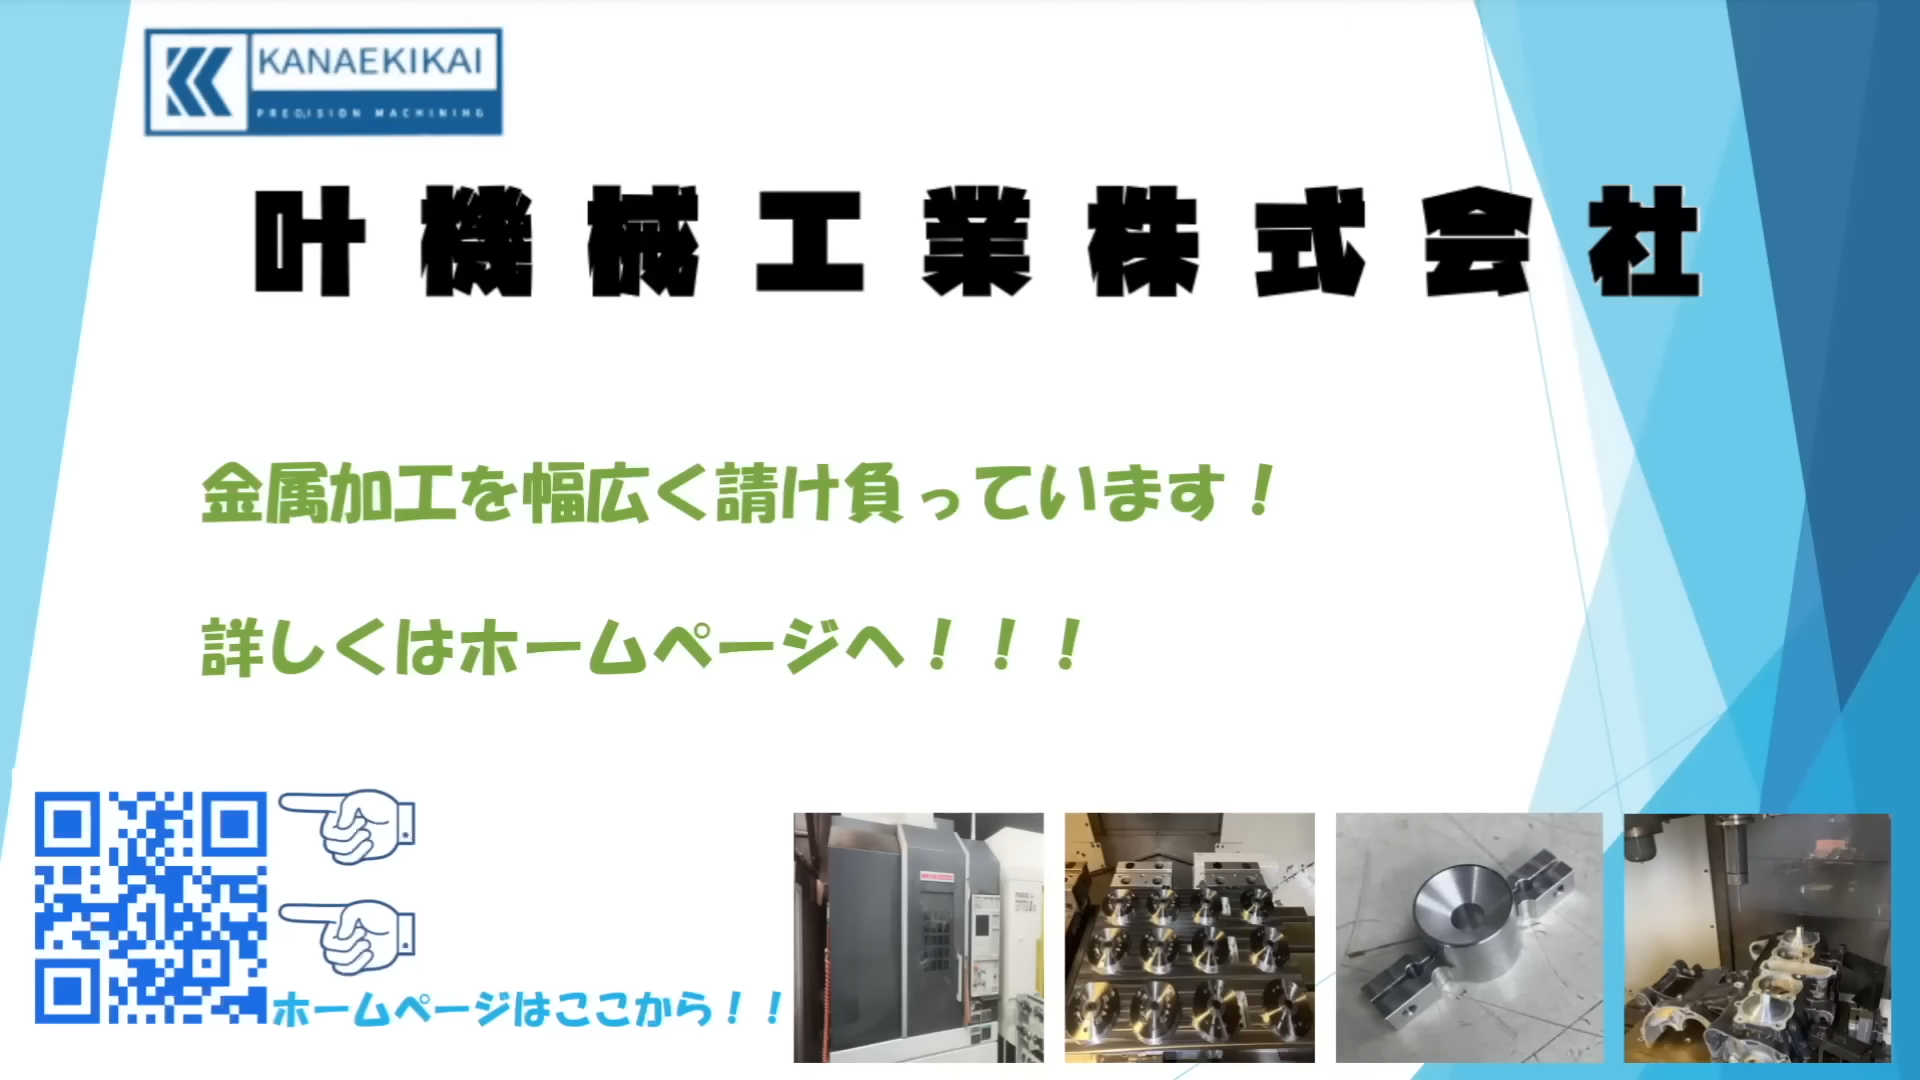 KANAEKIKAI
PRECISION MACHINING
叶機械工業株式会社
金属加工を幅広く請け負っています！
詳しくはホームページへ！！！
ホームページはここから！！